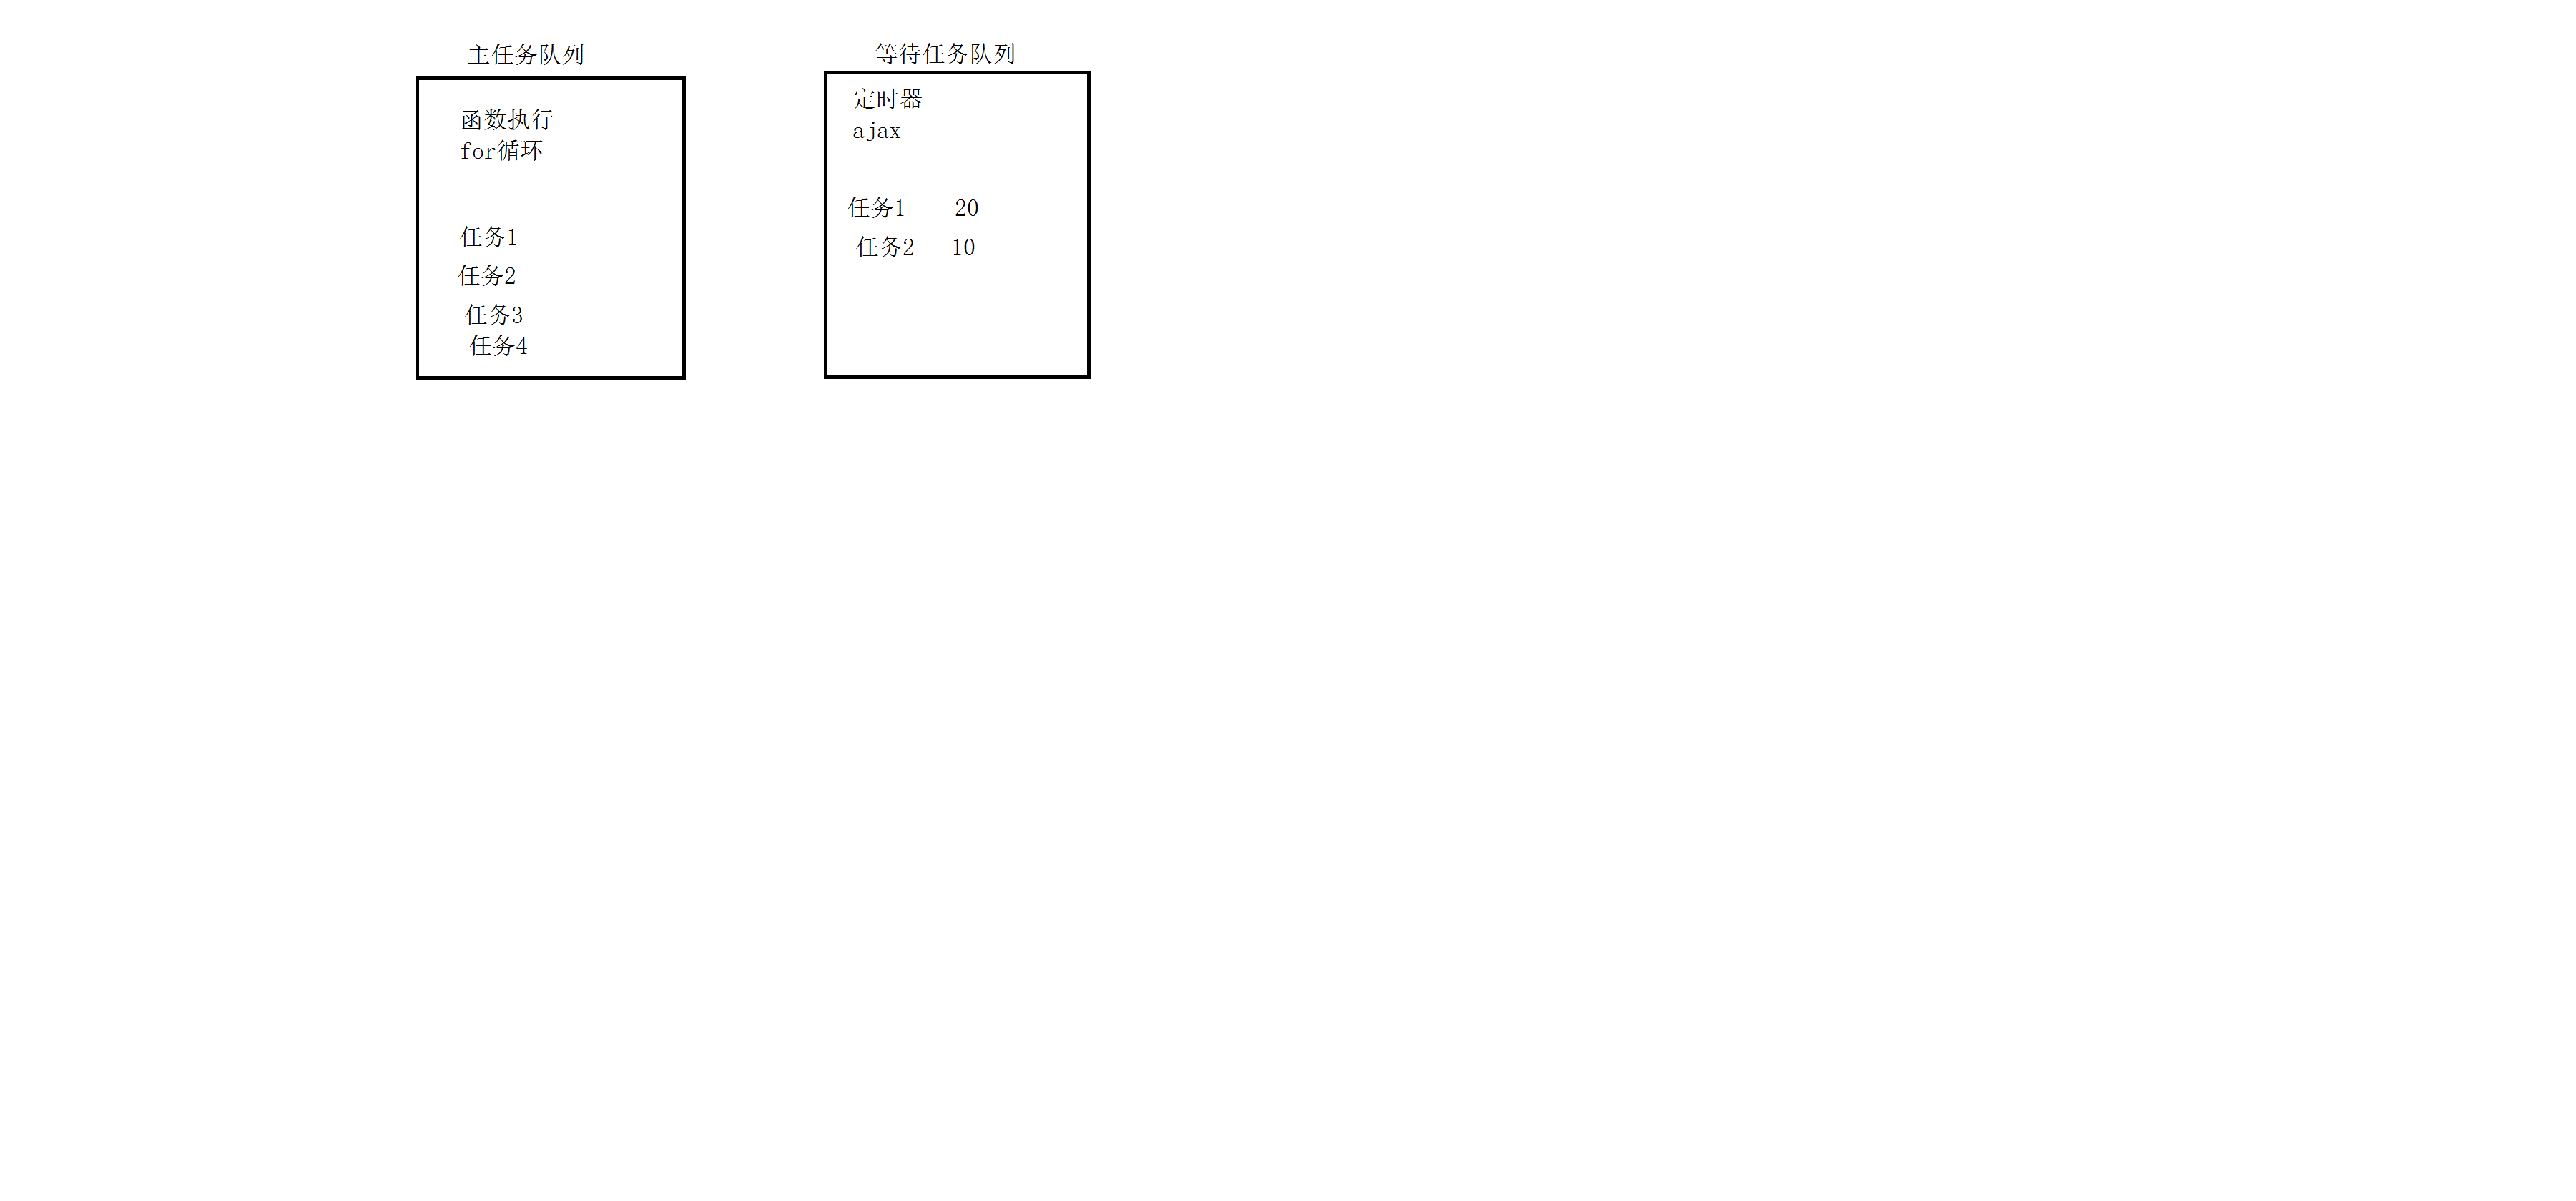 主任务队列
函数执行
for循环
任务1
任务2
任务3
任务4
等待任务队列
定时器
ajax
任务1 20
任务2 10